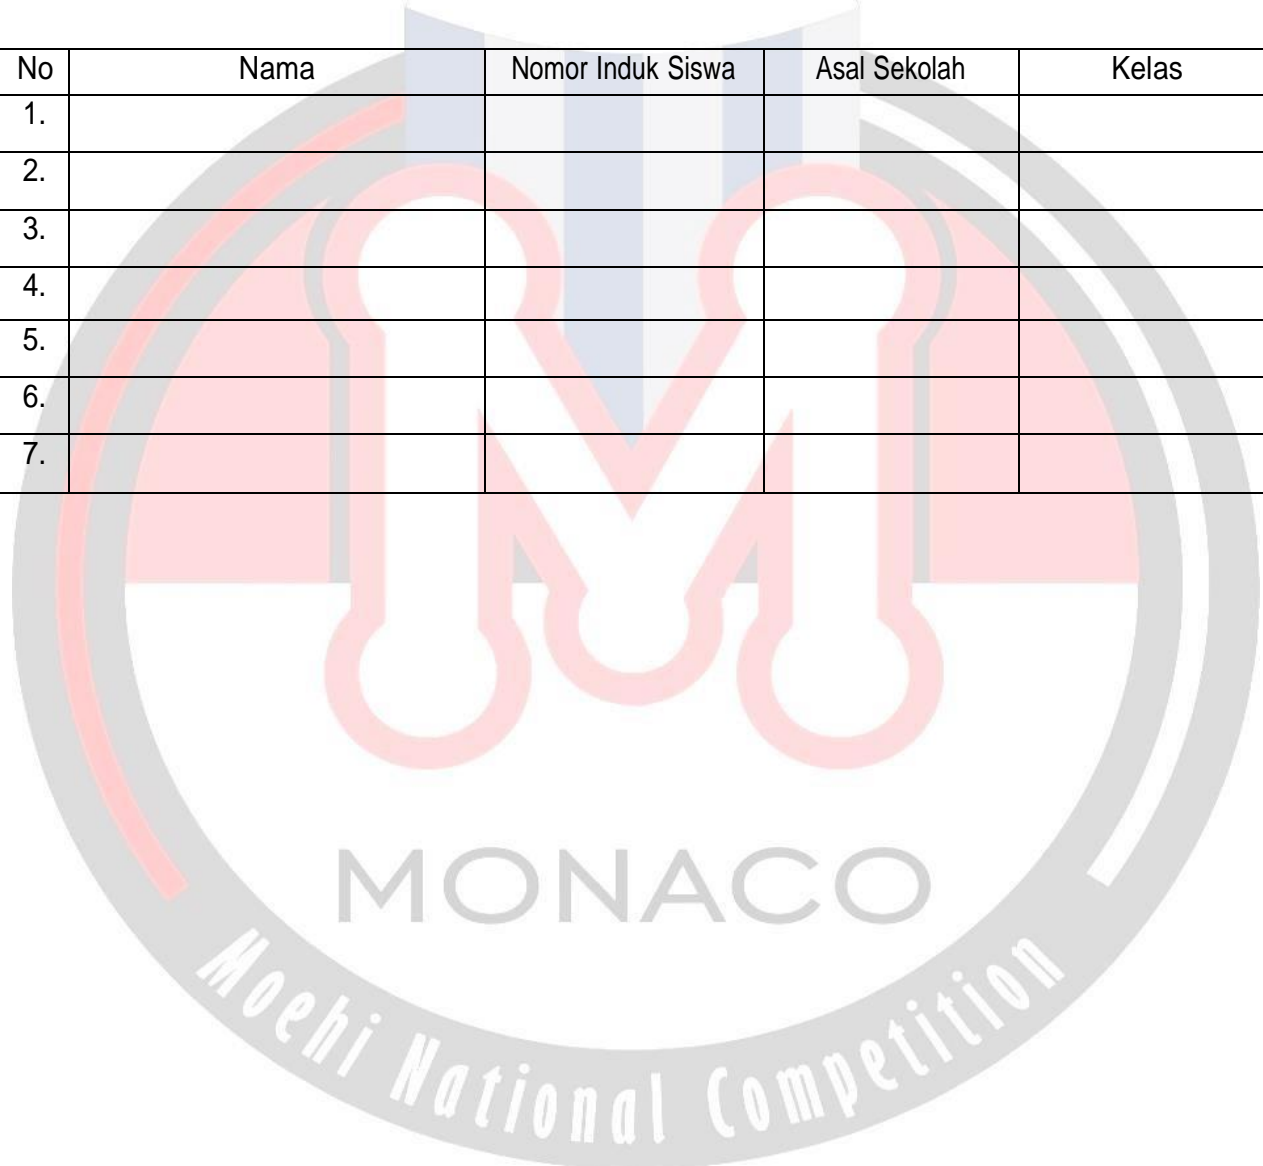 No Nama Nomor Induk Siswa Asal Sekolah Kelas
1.
2.
3.
4.
5.
6.
7.
MONACO
Moehi National Competition